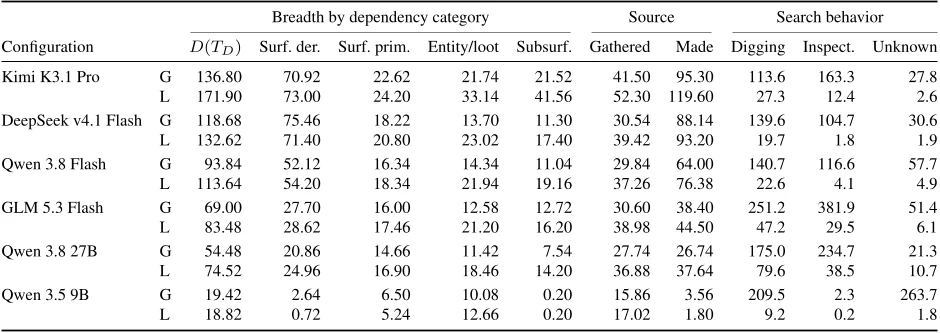 Breadth by dependency category Source Search behavior
Configuration D(T_D) Surf. der. Surf. prim. Entity/loot Subsurf. Gathered Made Digging Inspect. Unknown
Kimi K3.1 Pro G 136.80 70.92 22.62 21.74 21.52 41.50 95.30 113.6 163.3 27.8
L 171.90 73.00 24.20 33.14 41.56 52.30 119.60 27.3 12.4 2.6
DeepSeek v4.1 Flash G 118.68 75.46 18.22 13.70 11.30 30.54 88.14 139.6 104.7 30.6
L 132.62 71.40 20.80 23.02 17.40 39.42 93.20 19.7 1.8 1.9
Qwen 3.8 Flash G 93.84 52.12 16.34 14.34 11.04 29.84 64.00 140.7 116.6 57.7
L 113.64 54.20 18.34 21.94 19.16 37.26 76.38 22.6 4.1 4.9
GLM 5.3 Flash G 69.00 27.70 16.00 12.58 12.72 30.60 38.40 251.2 381.9 51.4
L 83.48 28.62 17.46 21.20 16.20 38.98 44.50 47.2 29.5 6.1
Qwen 3.8 27B G 54.48 20.86 14.66 11.42 7.54 27.74 26.74 175.0 234.7 21.3
L 74.52 24.96 16.90 18.46 14.20 36.88 37.64 79.6 38.5 10.7
Qwen 3.5 9B G 19.42 2.64 6.50 10.08 0.20 15.86 3.56 209.5 2.3 263.7
L 18.82 0.72 5.24 12.66 0.20 17.02 1.80 9.2 0.2 1.8